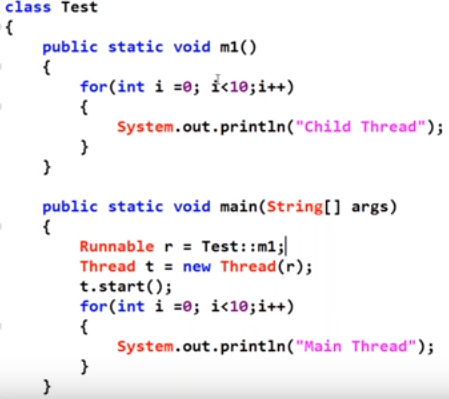 class Test
{
    public static void m1()
    {
        for(int i =0; i<10;i++)
        {
            System.out.println("Child Thread");
        }
    }

    public static void main(String[] args)
    {
        Runnable r = Test::m1;
        Thread t = new Thread(r);
        t.start();
        for(int i =0; i<10;i++)
        {
            System.out.println("Main Thread");
        }
    }